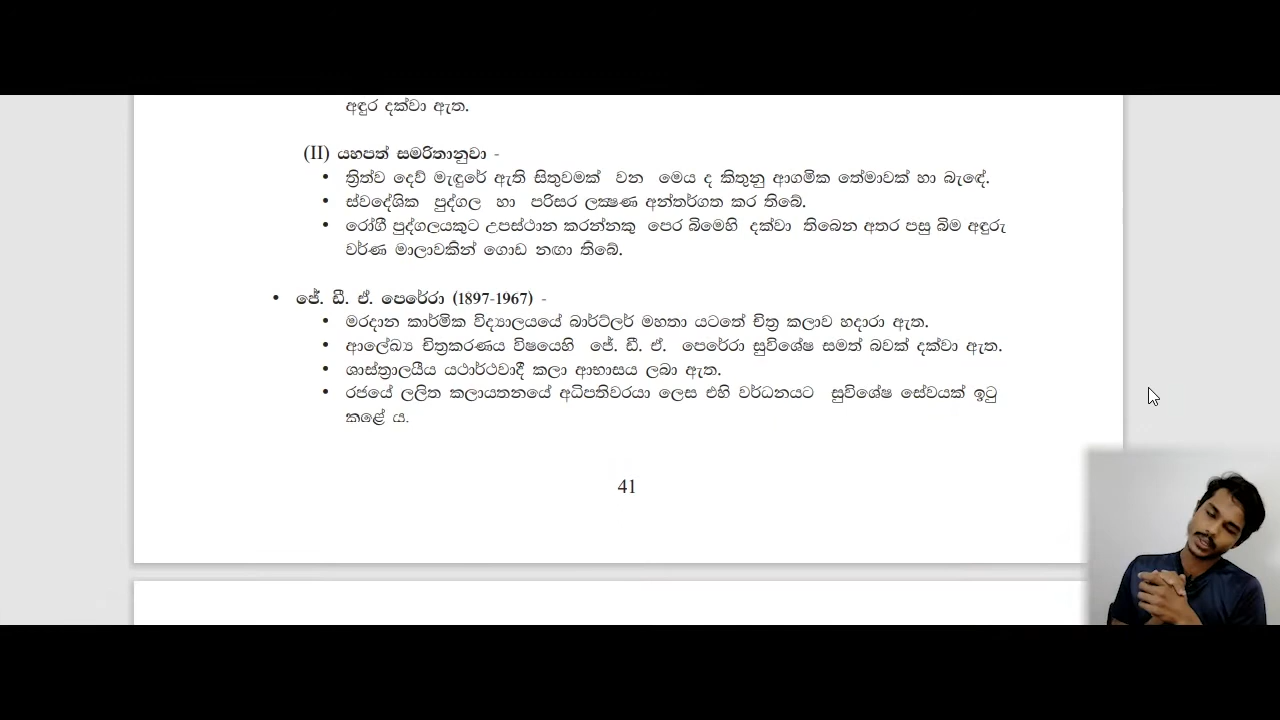 අඳුර දක්වා ඇත.
(II) යහපත් සමරිතානුවා -
• ත්‍රිත්ව දෙව් මැඳුරේ ඇති සිතුවමක් වන මෙය ද කිතුනු ආගමික තේමාවක් හා බැඳේ.
• ස්වදේශික පුද්ගල හා පරිසර ලක්‍ෂණ අන්තර්ගත කර තිබේ.
• රෝගී පුද්ගලයකුට උපස්ථාන කරන්නකු පෙර බිමෙහි දක්වා තිබෙන අතර පසු බිම අඳුරු
වර්ණ මාලාවකින් ගොඩ නඟා තිබේ.
• ජේ. ඩී. ඒ. පෙරේරා (1897-1967) -
• මරදාන කාර්මික විද්‍යාලයයේ බාර්ට්ලර් මහතා යටතේ චිත්‍ර කලාව හදාරා ඇත.
• ආලේඛ්‍ය චිත්‍රකරණය විෂයෙහි ජේ. ඩී. ඒ. පෙරේරා සුවිශේෂ සමත් බවක් දක්වා ඇත.
• ශාස්ත්‍රාලයීය යථාර්ථවාදී කලා ආභාසය ලබා ඇත.
• රජයේ ලලිත කලායතනයේ අධිපතිවරයා ලෙස එහි වර්ධනයට සුවිශේෂ සේවයක් ඉටු
කළේ ය.
41